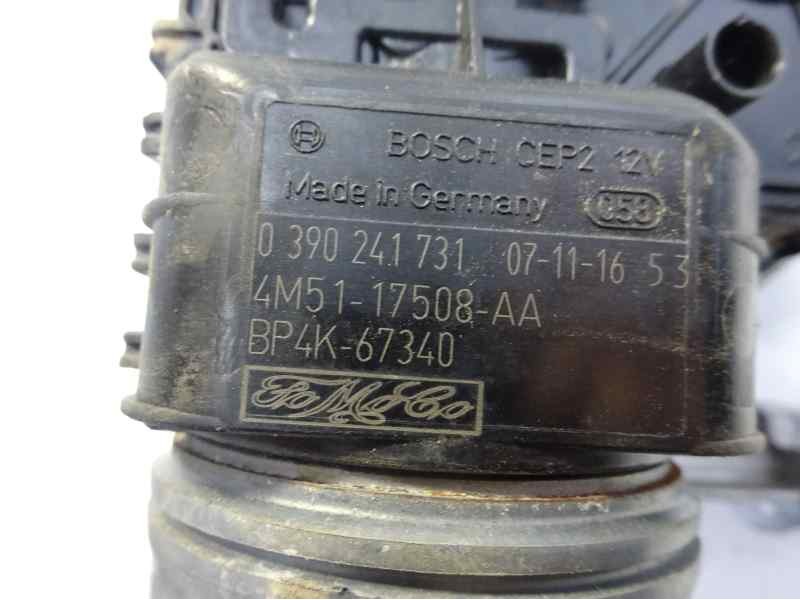 BOSCH CEP2 12V
Made in Germany 058
0 390 241 731 07-11-16 53
4M51-17508-AA
BP4K-67340
FoMoCo